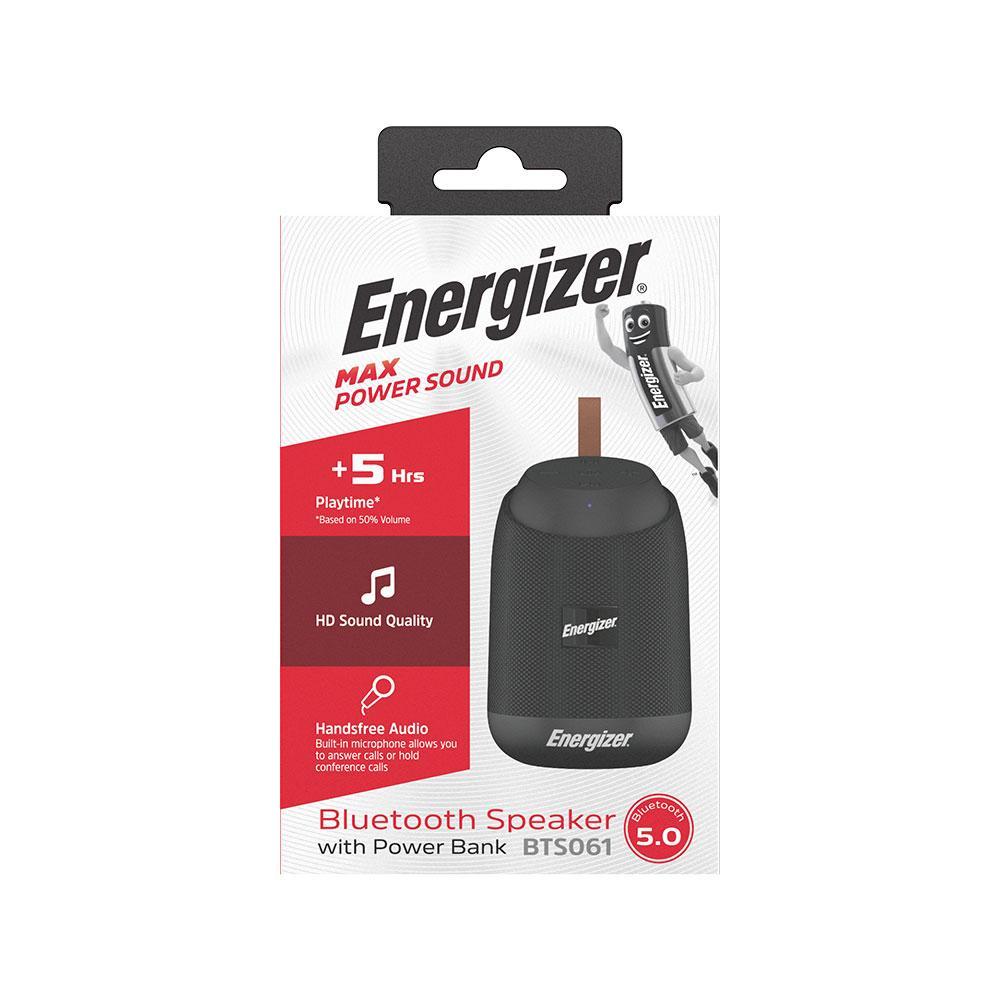 Energizer®
MAX
POWER SOUND
Energizer
™
+5 Hrs
Playtime*
*Based on 50% Volume
HD Sound Quality
Handsfree Audio
Built-in microphone allows you
to answer calls or hold
conference calls
Energizer
Energizer
Bluetooth Speaker
with Power Bank BTS061
Bluetooth
5.0